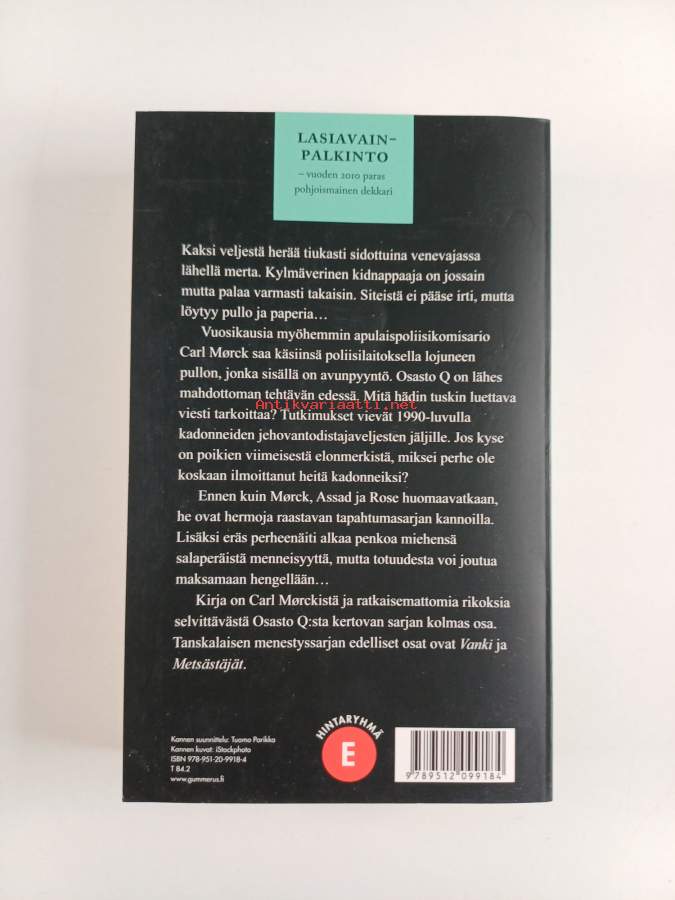 LASIAVAIN-
PALKINTO
– vuoden 2010 paras
pohjoismainen dekkari
Kaksi veljestä herää tiukasti sidottuina venevajassa
lähellä merta. Kylmäverinen kidnappaaja on jossain
mutta palaa varmasti takaisin. Siteistä ei pääse irti, mutta
löytyy pullo ja paperia…
Vuosikausia myöhemmin apulaispoliisikomisario
Carl Mørck saa käsiinsä poliisilaitoksella lojuneen
pullon, jonka sisällä on avunpyyntö. Osasto Q on lähes
mahdottoman tehtävän edessä. Mitä hädin tuskin luettava
Antikvariaatti.net
viesti tarkoittaa? Tutkimukset vievät 1990-luvulla
kadonneiden jehovantodistajaveljesten jäljille. Jos kyse
on poikien viimeisestä elonmerkistä, miksei perhe ole
koskaan ilmoittanut heitä kadonneiksi?
Ennen kuin Mørck, Assad ja Rose huomaavatkaan,
he ovat hermoja raastavan tapahtumasarjan kannoilla.
Lisäksi eräs perheenäiti alkaa penkoa miehensä
salaperäistä menneisyyttä, mutta totuudesta voi joutua
maksamaan hengellään…
Kirja on Carl Mørckistä ja ratkaisemattomia rikoksia
selvittävästä Osasto Q:sta kertovan sarjan kolmas osa.
Tanskalaisen menestyssarjan edelliset osat ovat Vanki ja
Metsästäjät.
Kannen suunnittelu: Tuomo Parikka
Kannen kuvat: iStockphoto
ISBN 978-951-20-9918-4
T 84.2
www.gummerus.fi
HINTARYHMÄ
E
9789512099184